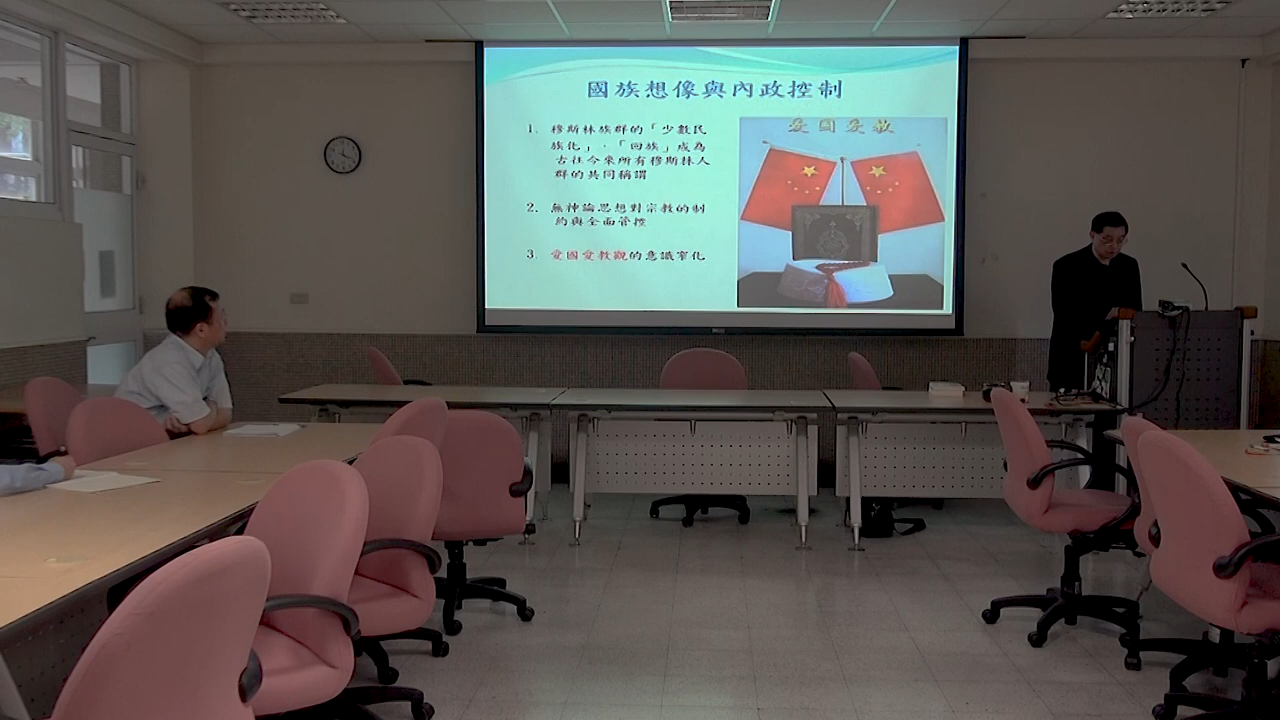 國族想像與內政控制
1. 穆斯林族群的「少數民
族化」，「回族」成為
古往今來所有穆斯林人
群的共同稱謂
2. 無神論思想對宗教的制
約與全面管控
3. 愛國愛教觀的意識窄化
愛國愛教